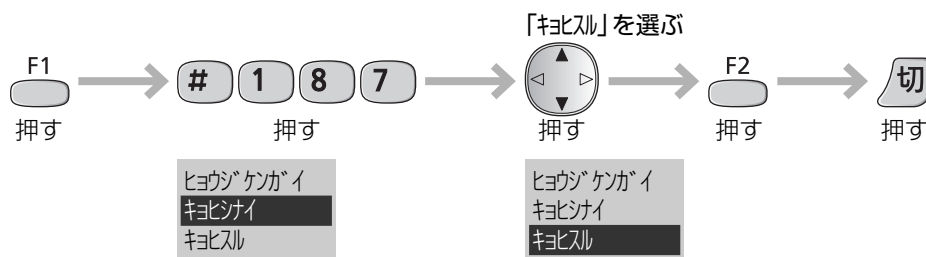 「ｷｮﾋｽﾙ」を選ぶ
F1
# 1 8 7
F2
切
押す
押す
押す
押す
押す
ﾋｮｳｼﾞｹﾝｶﾞｲ
ｷｮﾋｼﾅｲ
ｷｮﾋｽﾙ
ﾋｮｳｼﾞｹﾝｶﾞｲ
ｷｮﾋｼﾅｲ
ｷｮﾋｽﾙ